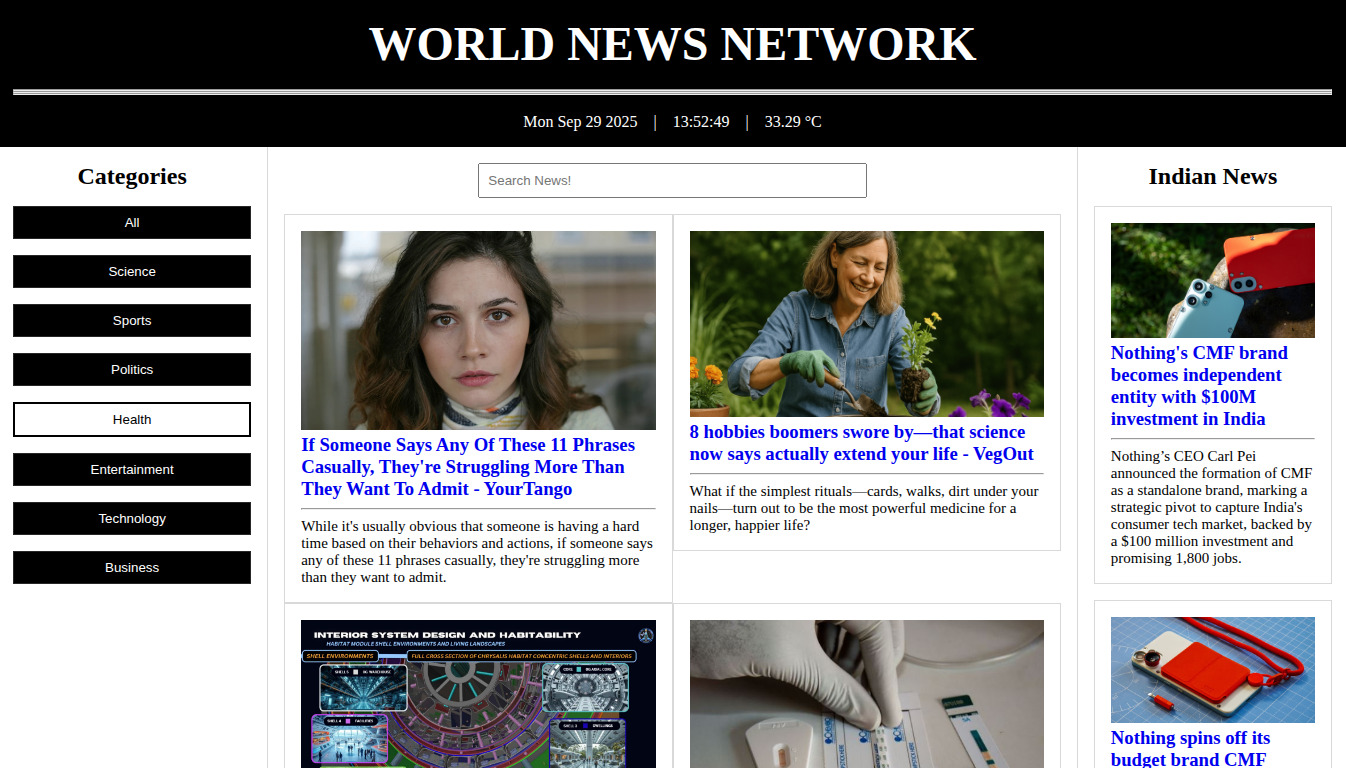 WORLD NEWS NETWORK
Mon Sep 29 2025 | 13:52:49 | 33.29 °C
Categories
All
Science
Sports
Politics
Health
Entertainment
Technology
Business
Search News!
If Someone Says Any Of These 11 Phrases
Casually, They're Struggling More Than
They Want To Admit - YourTango
While it's usually obvious that someone is having a hard
time based on their behaviors and actions, if someone says
any of these 11 phrases casually, they're struggling more
than they want to admit.
8 hobbies boomers swore by—that science
now says actually extend your life - VegOut
What if the simplest rituals—cards, walks, dirt under your
nails—turn out to be the most powerful medicine for a
longer, happier life?
INTERIOR SYSTEM DESIGN AND HABITABILITY
HABITAT MODULE SHELL ENVIRONMENTS AND LIVING LANDSCAPES
SHELL ENVIRONMENTS
FULL CROSS SECTION OF CHRYSALIS HABITAT CONCENTRIC SHELLS AND INTERIORS
Indian News
Nothing's CMF brand
becomes independent
entity with $100M
investment in India
Nothing’s CEO Carl Pei
announced the formation of CMF
as a standalone brand, marking a
strategic pivot to capture India's
consumer tech market, backed by
a $100 million investment and
promising 1,800 jobs.
Nothing spins off its
budget brand CMF